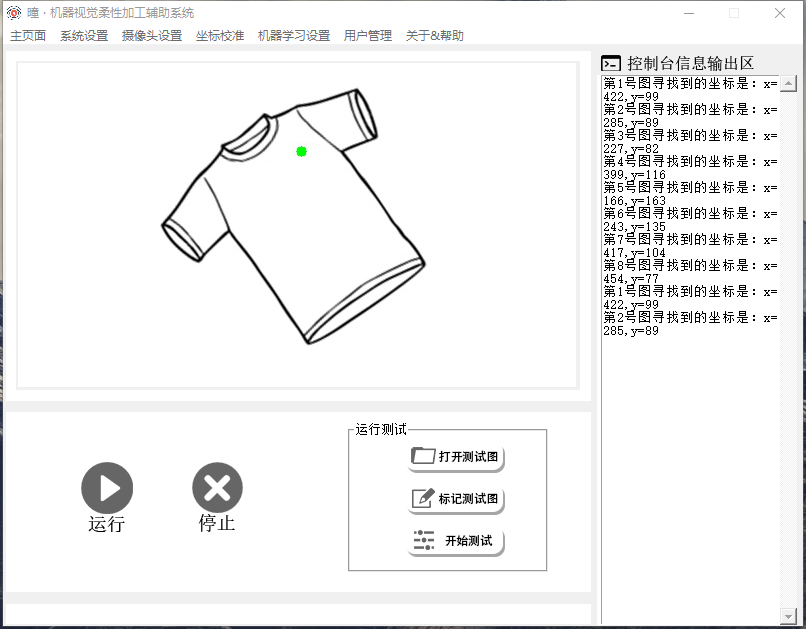 瞳·机器视觉柔性加工辅助系统
主页面 系统设置 摄像头设置 坐标校准 机器学习设置 用户管理 关于&帮助
控制台信息输出区
第1号图寻找到的坐标是：x=
422,y=99
第2号图寻找到的坐标是：x=
285,y=89
第3号图寻找到的坐标是：x=
227,y=82
第4号图寻找到的坐标是：x=
399,y=116
第5号图寻找到的坐标是：x=
166,y=163
第6号图寻找到的坐标是：x=
243,y=135
第7号图寻找到的坐标是：x=
417,y=104
第8号图寻找到的坐标是：x=
454,y=77
第1号图寻找到的坐标是：x=
422,y=99
第2号图寻找到的坐标是：x=
285,y=89
运行测试
打开测试图
标记测试图
开始测试
运行
停止